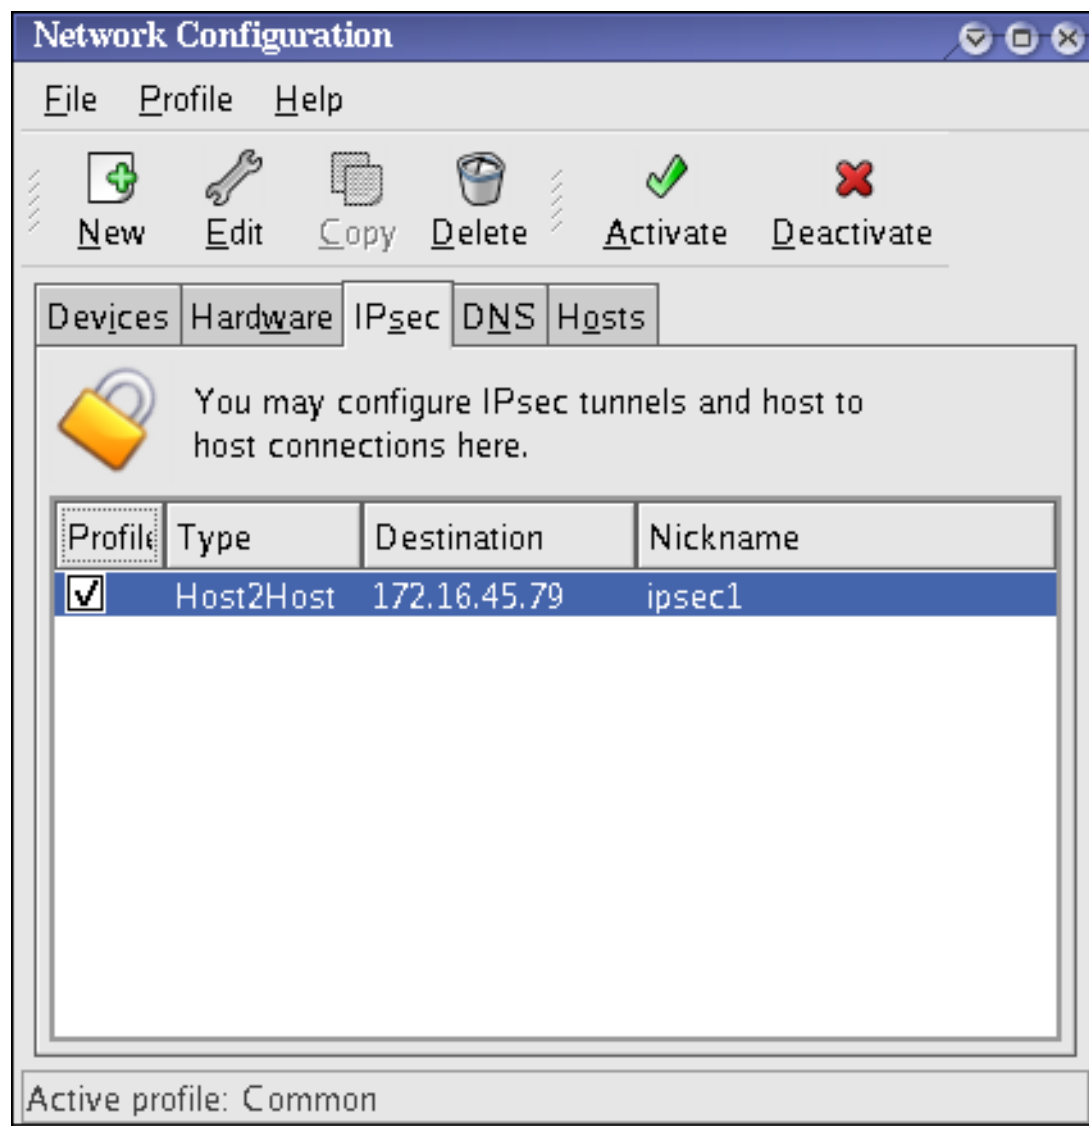 Network Configuration
File Profile Help
New Edit Copy Delete Activate Deactivate
Devices Hardware IPsec DNS Hosts
You may configure IPsec tunnels and host to
host connections here.
Profile Type Destination Nickname
Host2Host 172.16.45.79 ipsec1
Active profile: Common